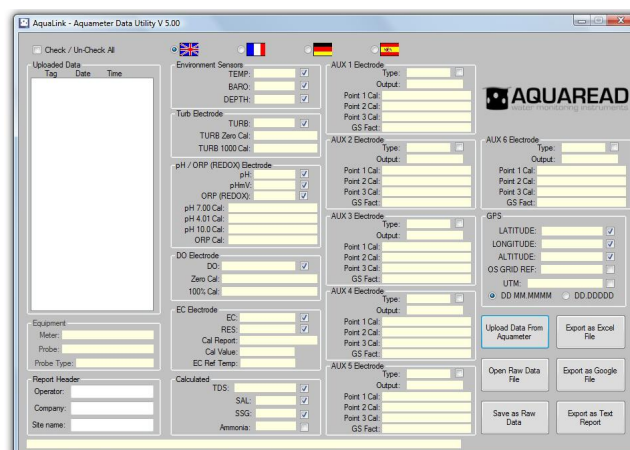 AquaLink - Aquameter Data Utility V 5.00
Check / Un-Check All
Uploaded Data
Tag Date Time
Equipment
Meter:
Probe:
Probe Type:
Report Header
Operator:
Company:
Site name:
Environment Sensors
TEMP:
BARO:
DEPTH:
Turb Electrode
TURB:
TURB Zero Cal:
TURB 1000 Cal:
pH / ORP (REDOX) Electrode
pH:
pHmV:
ORP (REDOX):
pH 7.00 Cal:
pH 4.01 Cal:
pH 10.0 Cal:
ORP Cal:
DO Electrode
DO:
Zero Cal:
100% Cal:
EC Electrode
EC:
RES:
Cal Report:
Cal Value:
EC Ref Temp:
Calculated
TDS:
SAL:
SSG:
Ammonia:
AUX 1 Electrode
Type:
Output:
Point 1 Cal:
Point 2 Cal:
Point 3 Cal:
GS Fact:
AUX 2 Electrode
Type:
Output:
Point 1 Cal:
Point 2 Cal:
Point 3 Cal:
GS Fact:
AUX 3 Electrode
Type:
Output:
Point 1 Cal:
Point 2 Cal:
Point 3 Cal:
GS Fact:
AUX 4 Electrode
Type:
Output:
Point 1 Cal:
Point 2 Cal:
Point 3 Cal:
GS Fact:
AUX 5 Electrode
Type:
Output:
Point 1 Cal:
Point 2 Cal:
Point 3 Cal:
GS Fact:
AQUAREAD
water monitoring instruments
AUX 6 Electrode
Type:
Output:
Point 1 Cal:
Point 2 Cal:
Point 3 Cal:
GS Fact:
GPS
LATITUDE:
LONGITUDE:
ALTITUDE:
OS GRID REF:
UTM:
DD MM.MMMM DD.DDDDD
Upload Data From
Aquameter
Export as Excel
File
Open Raw Data
File
Export as Google
File
Save as Raw
Data
Export as Text
Report